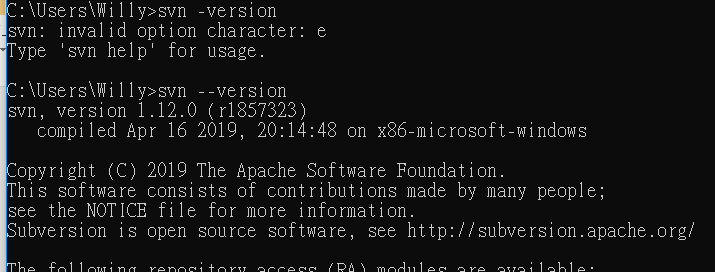 C:\Users\Willy>svn -version
svn: invalid option character: e
Type 'svn help' for usage.
C:\Users\Willy>svn --version
svn, version 1.12.0 (r1857323)
compiled Apr 16 2019, 20:14:48 on x86-microsoft-windows
Copyright (C) 2019 The Apache Software Foundation.
This software consists of contributions made by many people;
see the NOTICE file for more information.
Subversion is open source software, see http://subversion.apache.org/
The following repository access (RA) modules are available: